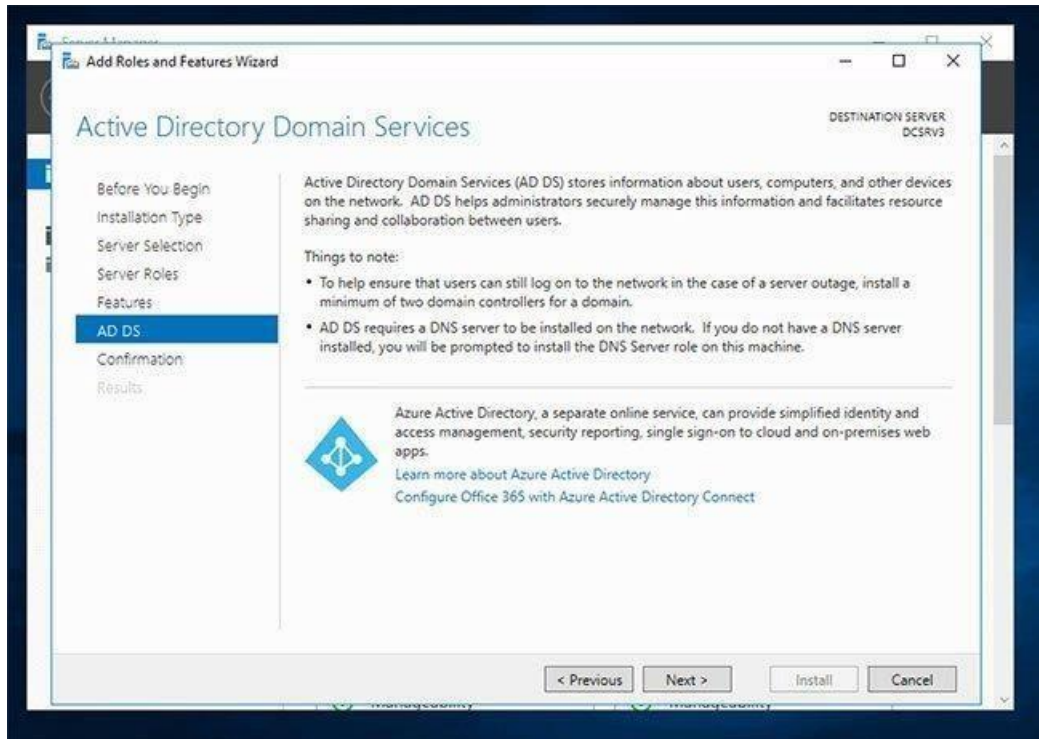 Server Manager
Add Roles and Features Wizard
Active Directory Domain Services
DESTINATION SERVER
DCSRV3
Before You Begin
Installation Type
Server Selection
Server Roles
Features
AD DS
Confirmation
Results
Active Directory Domain Services (AD DS) stores information about users, computers, and other devices
on the network. AD DS helps administrators securely manage this information and facilitates resource
sharing and collaboration between users.
Things to note:
• To help ensure that users can still log on to the network in the case of a server outage, install a
minimum of two domain controllers for a domain.
• AD DS requires a DNS server to be installed on the network. If you do not have a DNS server
installed, you will be prompted to install the DNS Server role on this machine.
Azure Active Directory, a separate online service, can provide simplified identity and
access management, security reporting, single sign-on to cloud and on-premises web
apps.
Learn more about Azure Active Directory
Configure Office 365 with Azure Active Directory Connect
< Previous
Next >
Install
Cancel
Manageability
Manageability